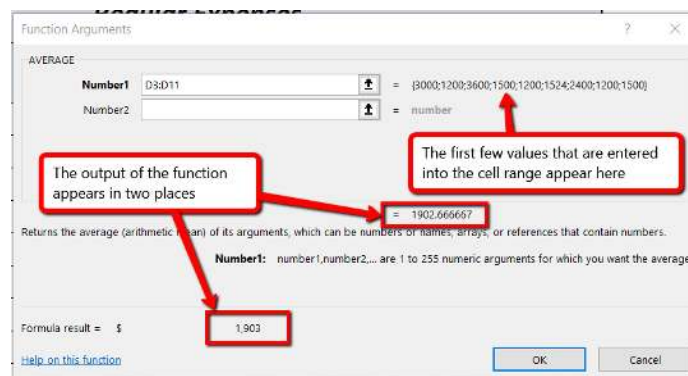 Regular Expenses
Function Arguments ? ×
AVERAGE
Number1 D3:D11 = {3000;1200;3600;1500;1200;1524;2400;1200;1500}
Number2 = number
The output of the function
appears in two places
The first few values that are entered
into the cell range appear here
= 1902.666667
Returns the average (arithmetic mean) of its arguments, which can be numbers or names, arrays, or references that contain numbers.
Number1: number1,number2,... are 1 to 255 numeric arguments for which you want the average
Formula result = $ 1,903
Help on this function
OK Cancel